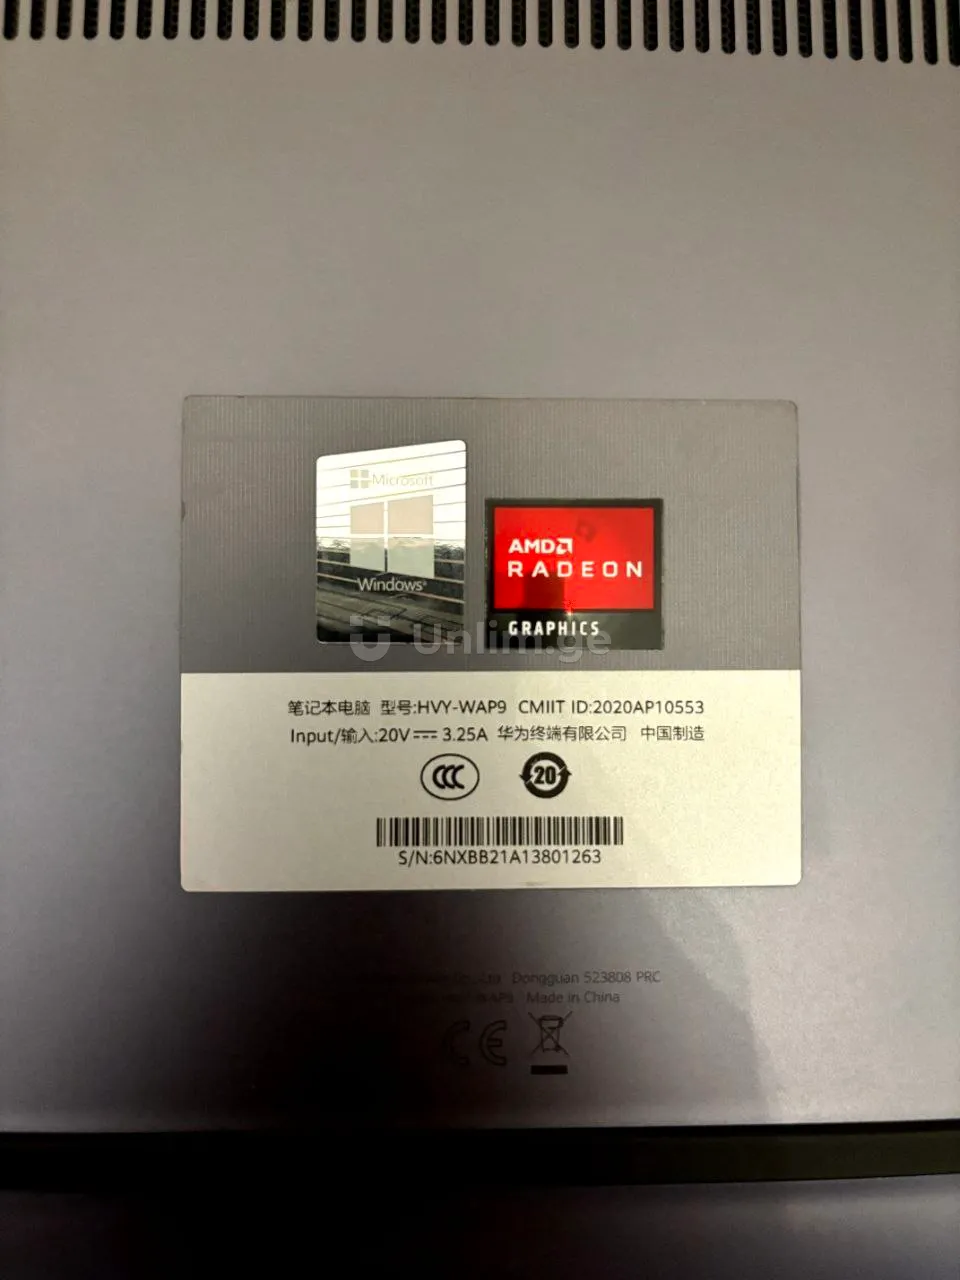 Microsoft
Windows®
AMD
RADEON
GRAPHICS
Unlim.ge
笔记本电脑 型号:HVY-WAP9 CMIIT ID:2020AP10553
Input/输入:20V⎓3.25A 华为终端有限公司 中国制造
CCC
20
S/N:6NXBB21A13801263
Dongguan 523808 PRC
Made in China
CE